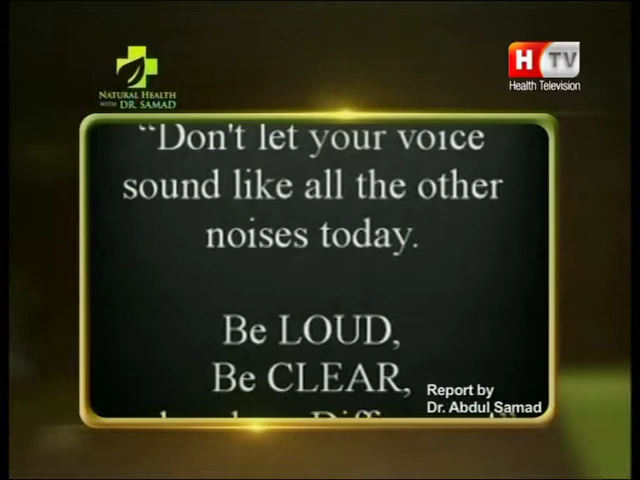 NATURAL HEALTH
WITH DR. SAMAD
H TV
Health Television
“Don't let your voice
sound like all the other
noises today.
Be LOUD,
Be CLEAR,
Report by
Dr. Abdul Samad